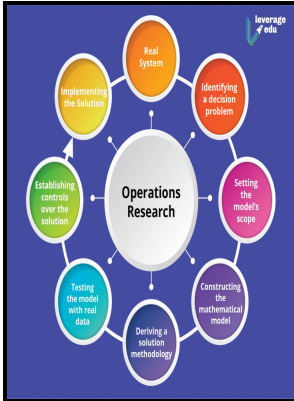 leverage
edu
Real
System
Identifying
a decision
problem
Setting
the
model's
scope
Constructing
the
mathematical
model
Deriving a
solution
methodology
Testing
the model
with real
data
Establishing
controls
over the
solution
Implementing
the Solution
Operations
Research